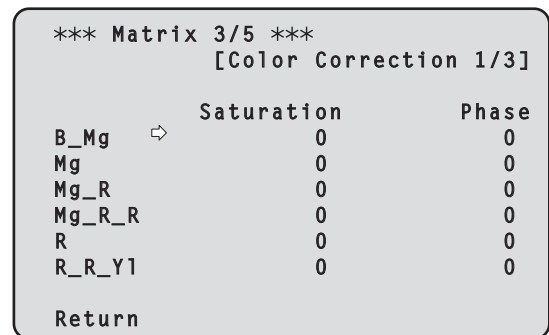 *** Matrix 3/5 ***
[Color Correction 1/3]
Saturation Phase
B_Mg ⇨ 0 0
Mg 0 0
Mg_R 0 0
Mg_R_R 0 0
R 0 0
R_R_Yl 0 0
Return